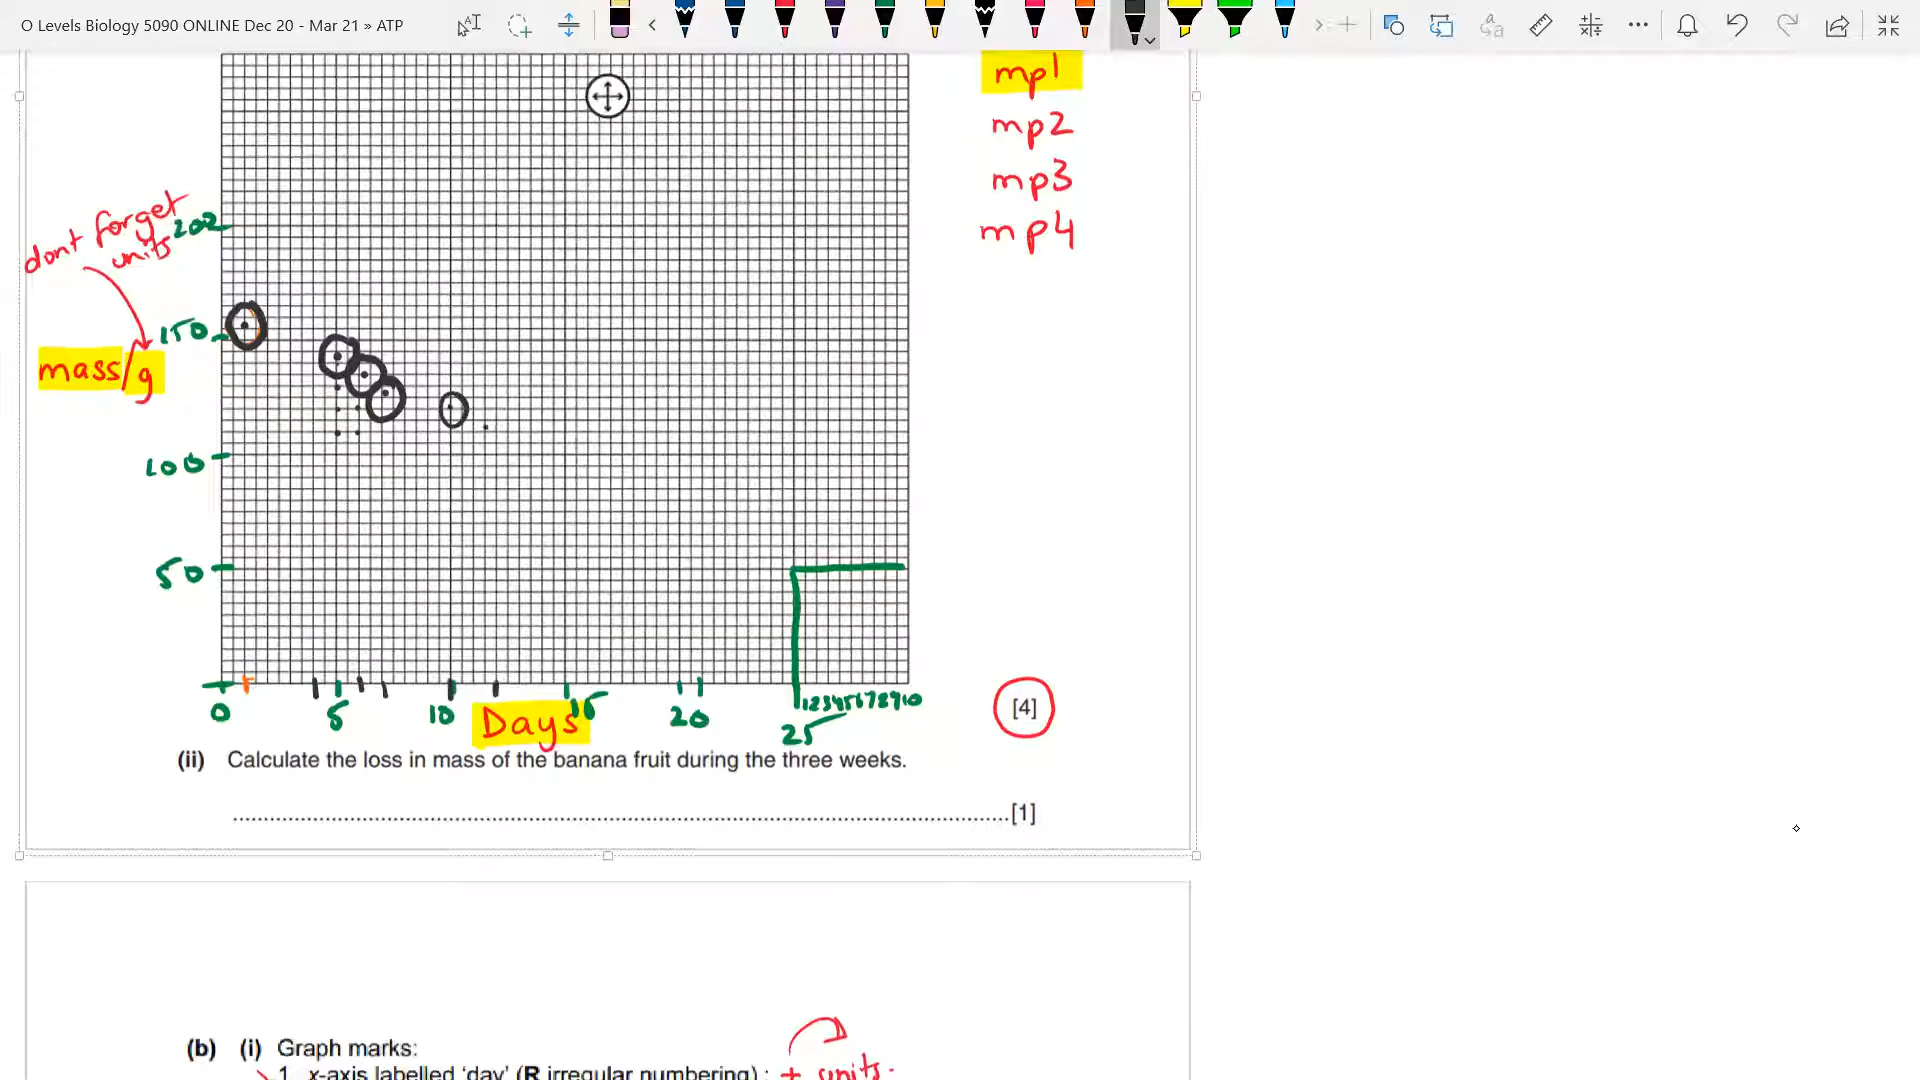 O Levels Biology 5090 ONLINE Dec 20 - Mar 21 » ATP
mp1
mp2
mp3
mp4
dont forget
units
202
150
mass/g
100
50
0
5
10
Days
15
20
25
12345678910
[4]
(ii) Calculate the loss in mass of the banana fruit during the three weeks.
[1]
(b) (i) Graph marks:
1. x-axis labelled 'day' (R irregular numbering) ; + units.